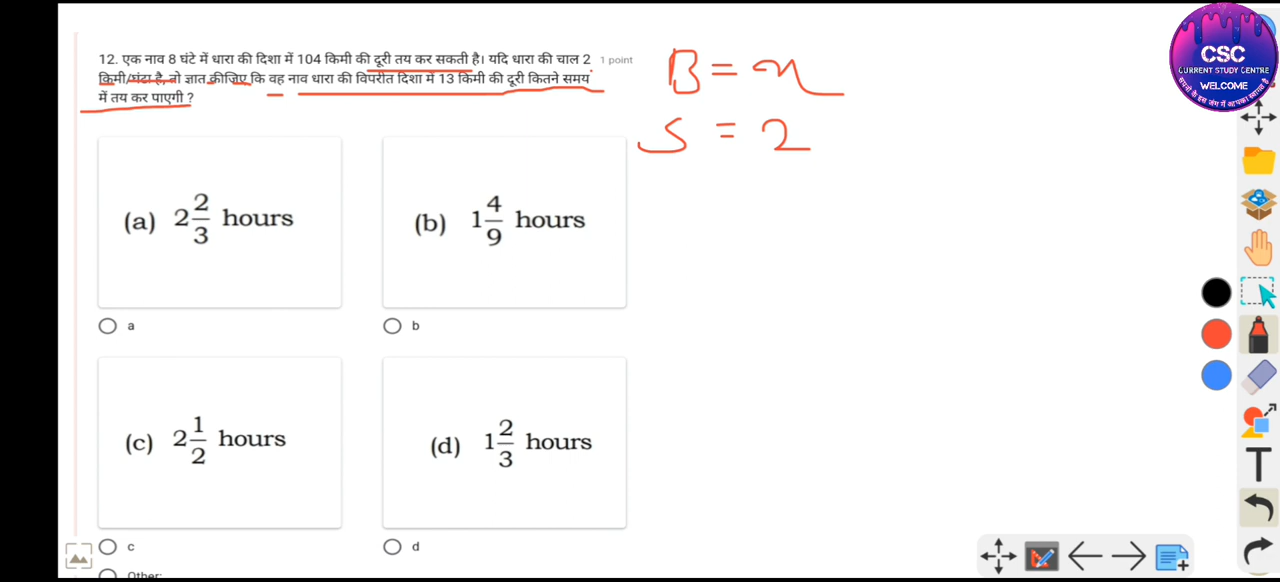 12. एक नाव 8 घंटे में धारा की दिशा में 104 किमी की दूरी तय कर सकती है। यदि धारा की चाल 2 1 point
किमी/घंटा है, तो ज्ञात कीजिए कि वह नाव धारा की विपरीत दिशा में 13 किमी की दूरी कितने समय
में तय कर पाएगी ?
B = x
S = 2
CSC
CURRENT STUDY CENTRE
WELCOME
(a) 2 2/3 hours
(b) 1 4/9 hours
a
b
(c) 2 1/2 hours
(d) 1 2/3 hours
c
d
Other:
T